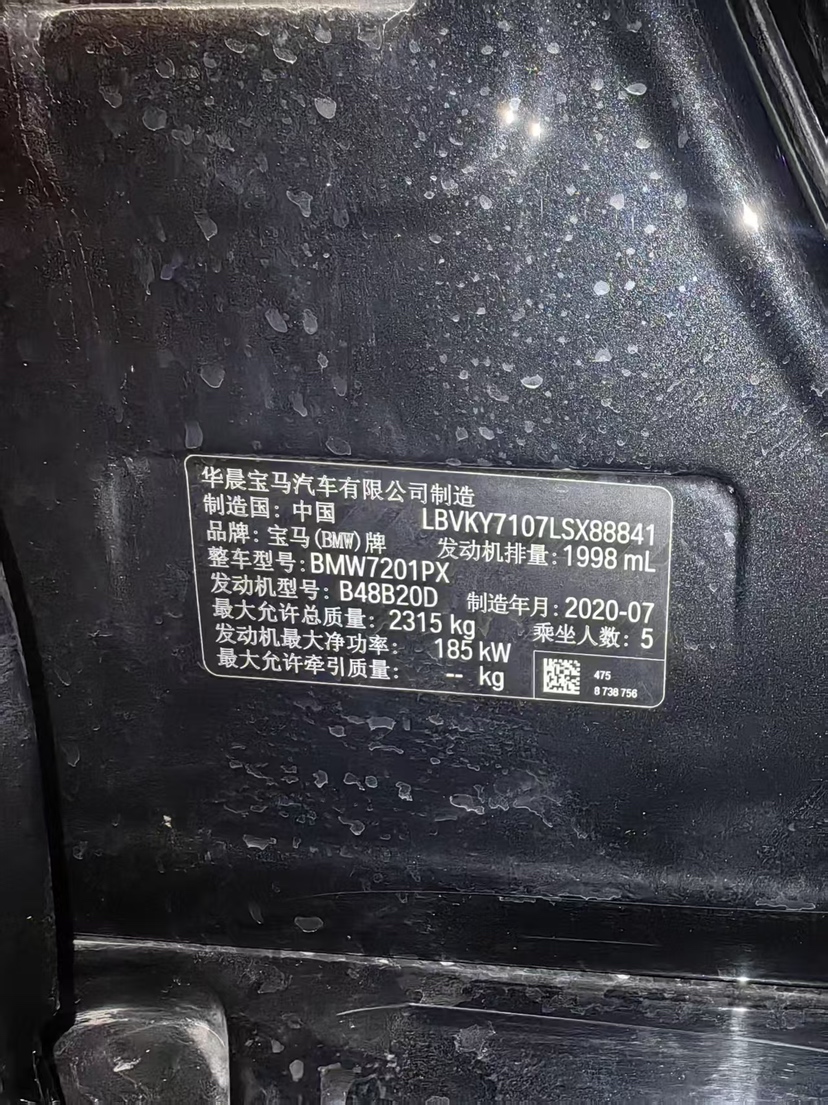 华晨宝马汽车有限公司制造
制造国：中国 LBVKY7107LSX88841
品牌：宝马(BMW)牌 发动机排量：1998 mL
整车型号：BMW7201PX
发动机型号：B48B20D 制造年月：2020-07
最大允许总质量： 2315 kg 乘坐人数：5
发动机最大净功率： 185 kW
最大允许牵引质量： -- kg
475
8 738 756